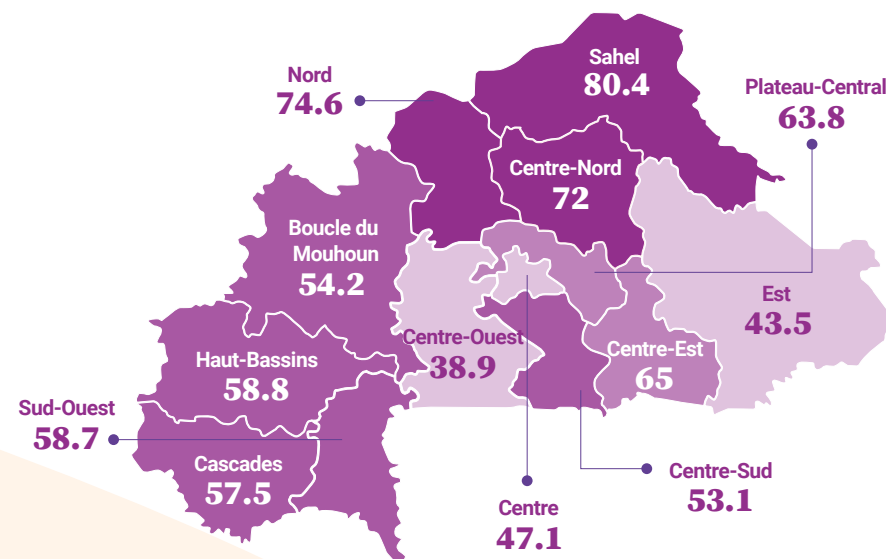 Sahel
80.4
Nord
74.6
Plateau-Central
63.8
Centre-Nord
72
Boucle du
Mouhoun
54.2
Est
43.5
Centre-Ouest
38.9
Centre-Est
65
Haut-Bassins
58.8
Sud-Ouest
58.7
Cascades
57.5
Centre-Sud
53.1
Centre
47.1